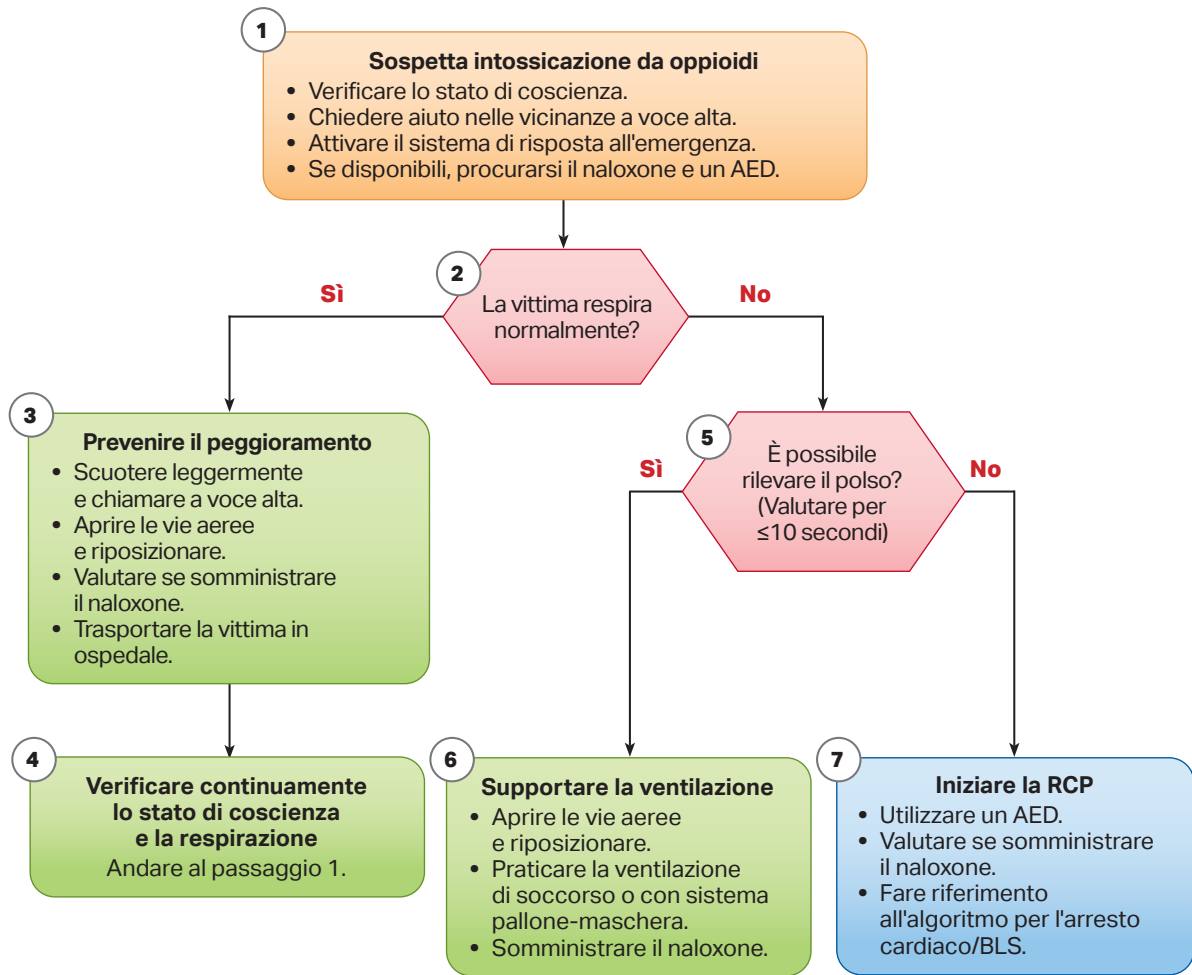 1
Sospetta intossicazione da oppioidi
• Verificare lo stato di coscienza.
• Chiedere aiuto nelle vicinanze a voce alta.
• Attivare il sistema di risposta all'emergenza.
• Se disponibili, procurarsi il naloxone e un AED.
2
La vittima respira
normalmente?
Sì
No
3
Prevenire il peggioramento
• Scuotere leggermente
e chiamare a voce alta.
• Aprire le vie aeree
e riposizionare.
• Valutare se somministrare
il naloxone.
• Trasportare la vittima in
ospedale.
4
Verificare continuamente
lo stato di coscienza
e la respirazione
Andare al passaggio 1.
5
È possibile
rilevare il polso?
(Valutare per
≤10 secondi)
Sì
No
6
Supportare la ventilazione
• Aprire le vie aeree
e riposizionare.
• Praticare la ventilazione
di soccorso o con sistema
pallone-maschera.
• Somministrare il naloxone.
7
Iniziare la RCP
• Utilizzare un AED.
• Valutare se somministrare
il naloxone.
• Fare riferimento
all'algoritmo per l'arresto
cardiaco/BLS.